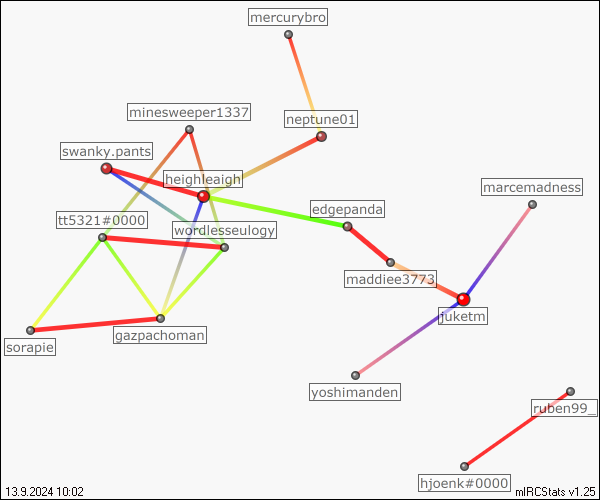 mercurybro
minesweeper1337
neptune01
swanky.pants
heighleaigh
marcemadness
edgepanda
tt5321#0000
wordlesseulogy
maddiee3773
juketm
gazpachoman
sorapie
yoshimanden
ruben99_
hjoenk#0000
13.9.2024 10:02
mIRCStats v1.25